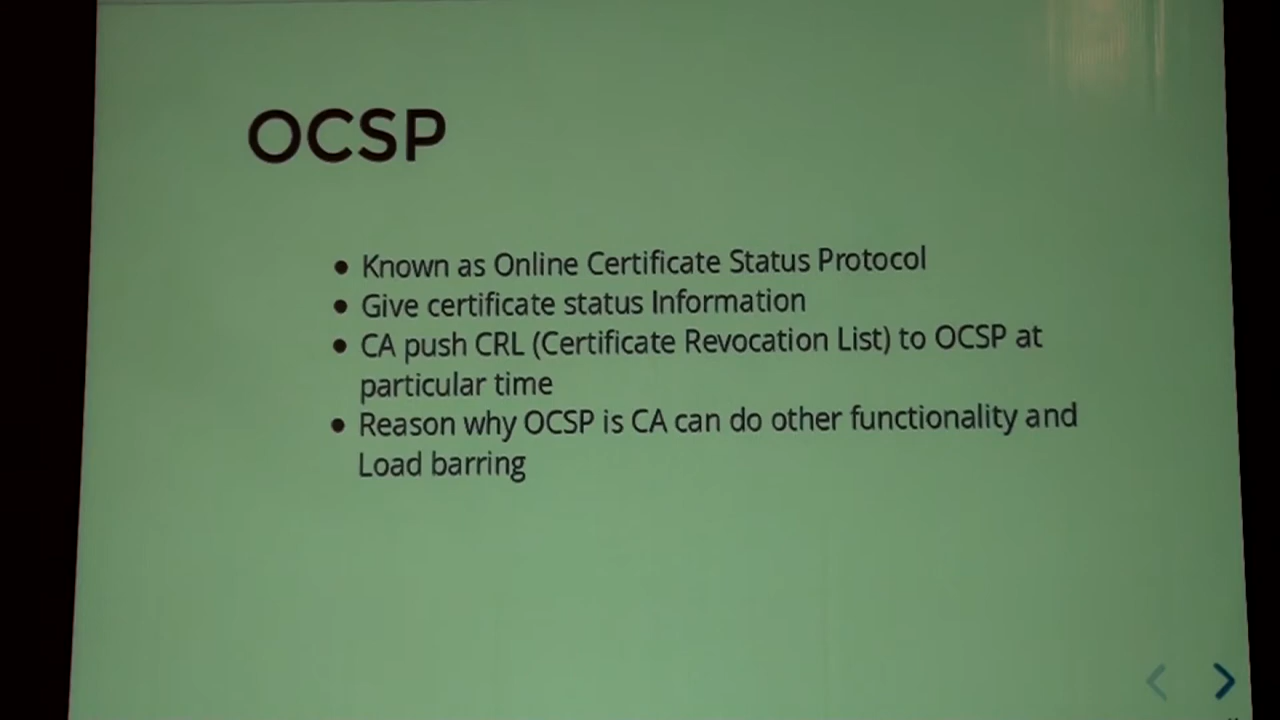 OCSP
• Known as Online Certificate Status Protocol
• Give certificate status Information
• CA push CRL (Certificate Revocation List) to OCSP at
particular time
• Reason why OCSP is CA can do other functionality and
Load barring